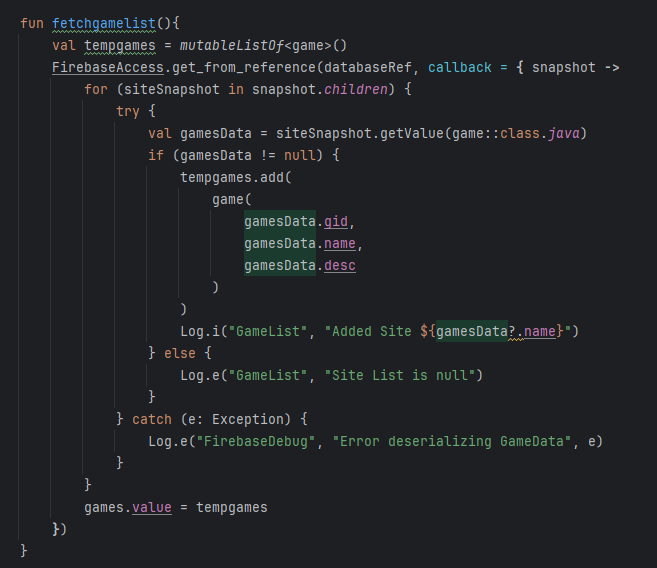 fun fetchgamelist(){
    val tempgames = mutableListOf<game>()
    FirebaseAccess.get_from_reference(databaseRef, callback = { snapshot ->
        for (siteSnapshot in snapshot.children) {
            try {
                val gamesData = siteSnapshot.getValue(game::class.java)
                if (gamesData != null) {
                    tempgames.add(
                        game(
                            gamesData.gid,
                            gamesData.name,
                            gamesData.desc
                        )
                    )
                    Log.i("GameList", "Added Site ${gamesData?.name}")
                } else {
                    Log.e("GameList", "Site List is null")
                }
            } catch (e: Exception) {
                Log.e("FirebaseDebug", "Error deserializing GameData", e)
            }
        }
        games.value = tempgames
    })
}